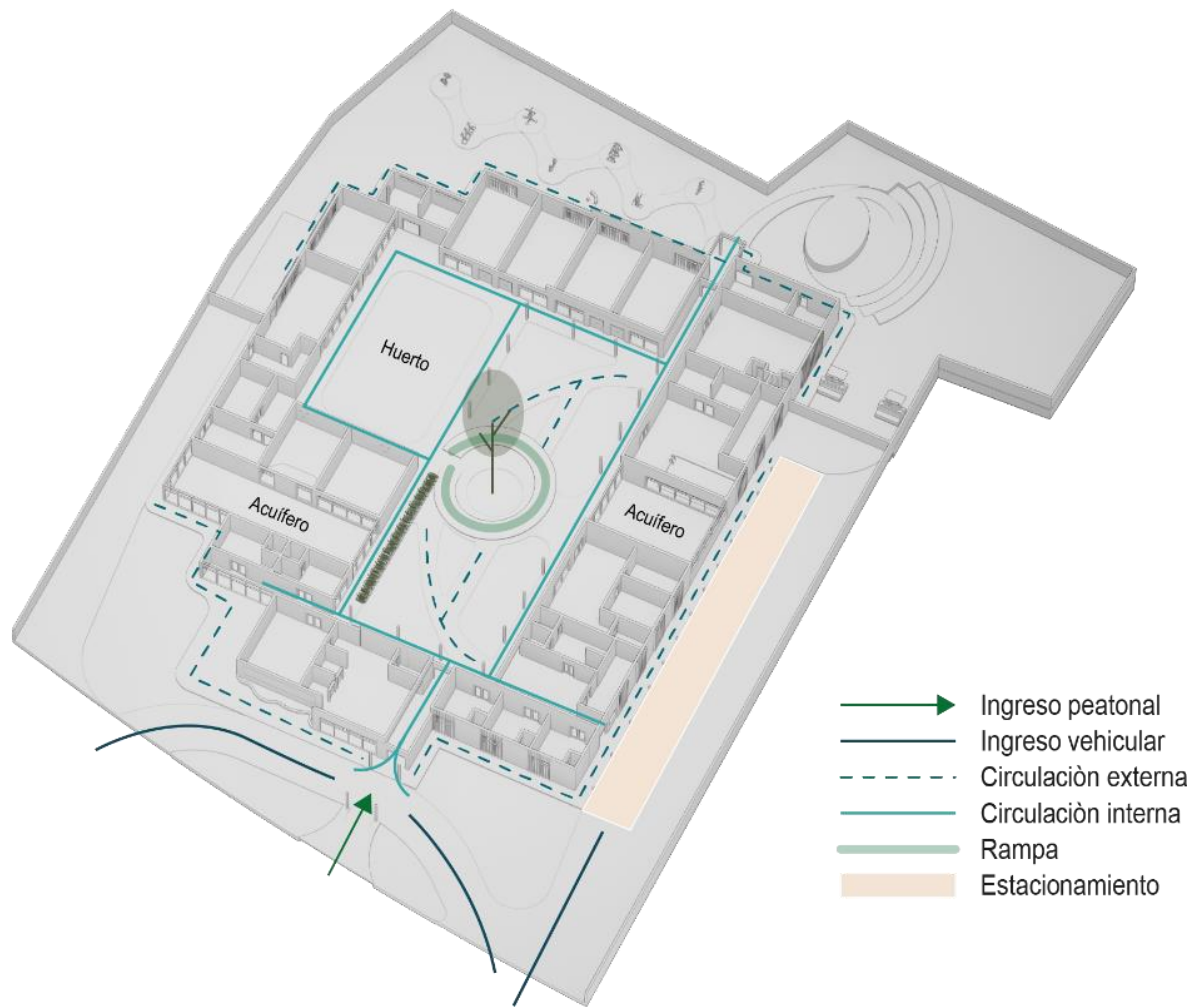 Huerto
Acuífero
Acuífero
Ingreso peatonal
Ingreso vehicular
Circulaciòn externa
Circulaciòn interna
Rampa
Estacionamiento